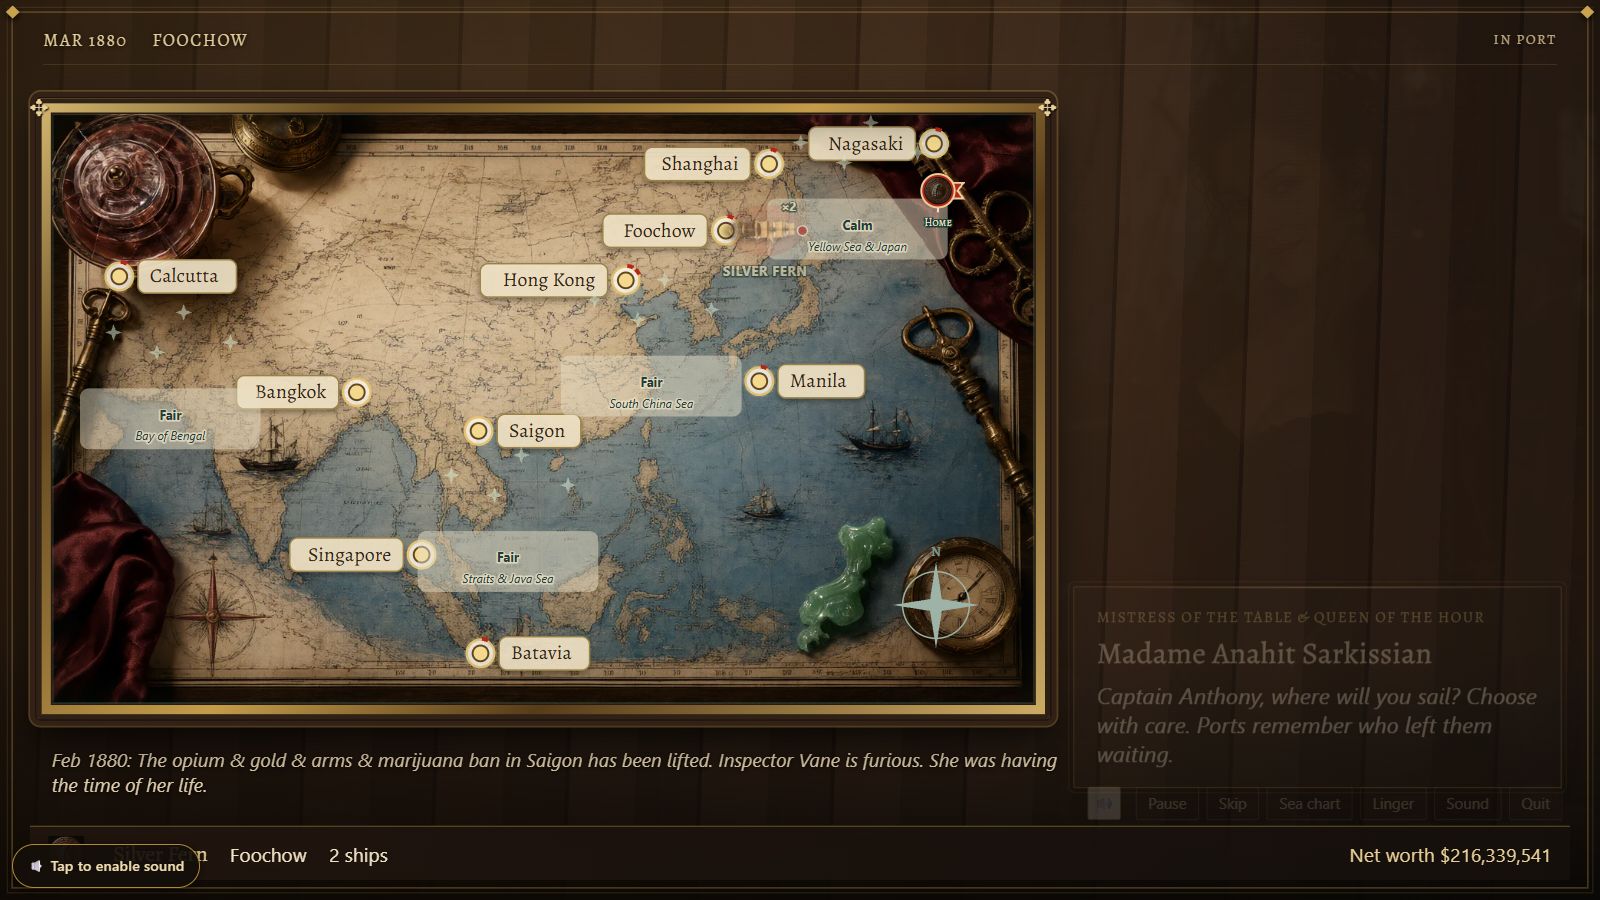 MAR 1880 FOOCHOW
IN PORT
Nagasaki
Shanghai
HOME
×2
Calm
Yellow Sea & Japan
Foochow
SILVER FERN
Calcutta
Hong Kong
Bangkok
Fair
South China Sea
Manila
Fair
Bay of Bengal
Saigon
N
Singapore
Fair
Straits & Java Sea
Batavia
MISTRESS OF THE TABLE & QUEEN OF THE HOUR
Madame Anahit Sarkissian
Captain Anthony, where will you sail? Choose
with care. Ports remember who left them
waiting.
Feb 1880: The opium & gold & arms & marijuana ban in Saigon has been lifted. Inspector Vane is furious. She was having
the time of her life.
Pause Skip Sea chart Linger Sound Quit
Silver Fern Foochow 2 ships
Net worth $216,339,541
Tap to enable sound